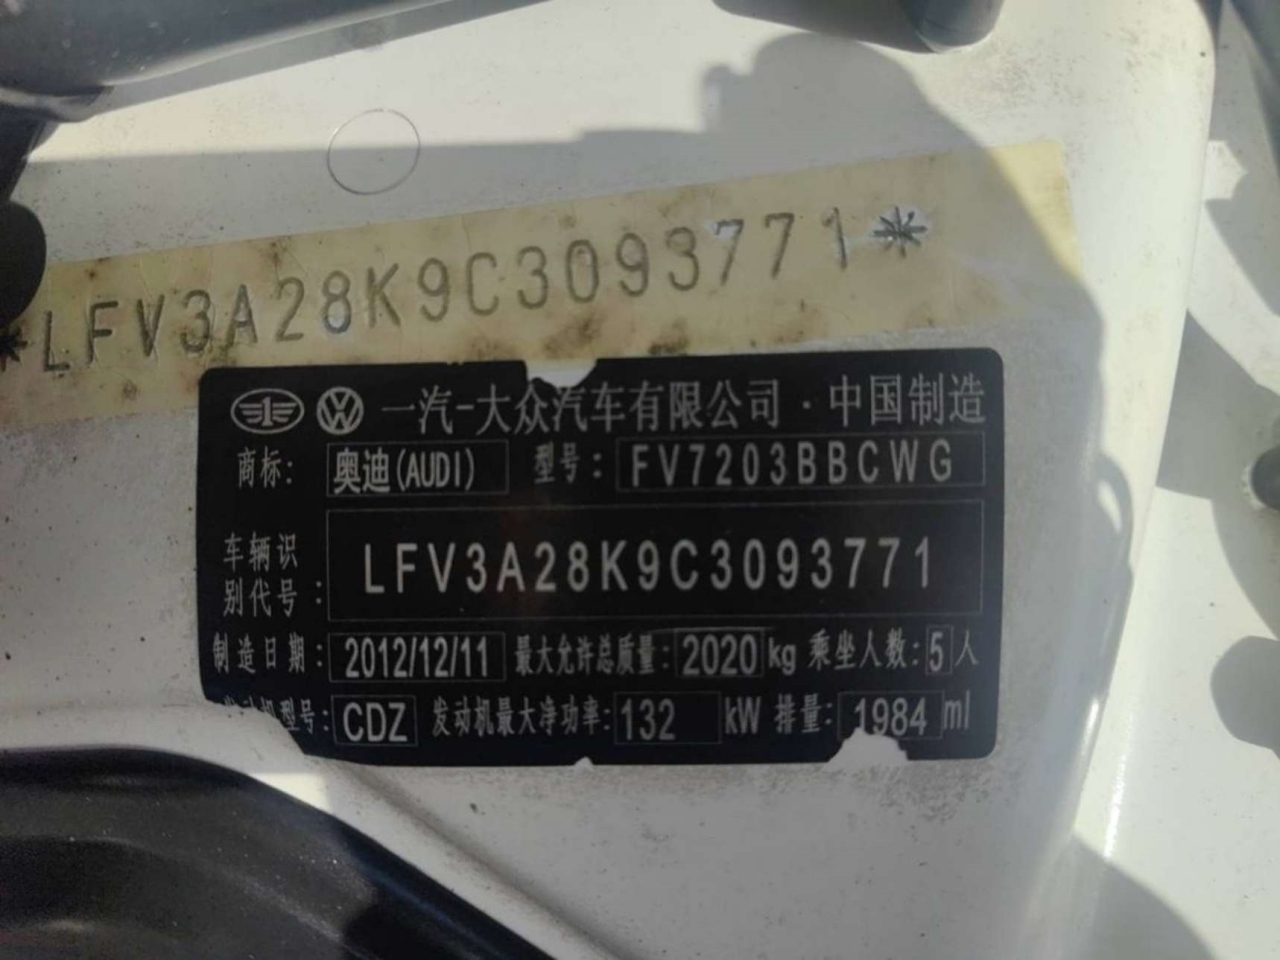 *LFV3A28K9C3093771*
一汽-大众汽车有限公司·中国制造
商标: 奥迪(AUDI) 型号: FV7203BBCWG
车辆识别代号: LFV3A28K9C3093771
制造日期: 2012/12/11 最大允许总质量: 2020 kg 乘坐人数: 5 人
发动机型号: CDZ 发动机最大净功率: 132 kW 排量: 1984 ml